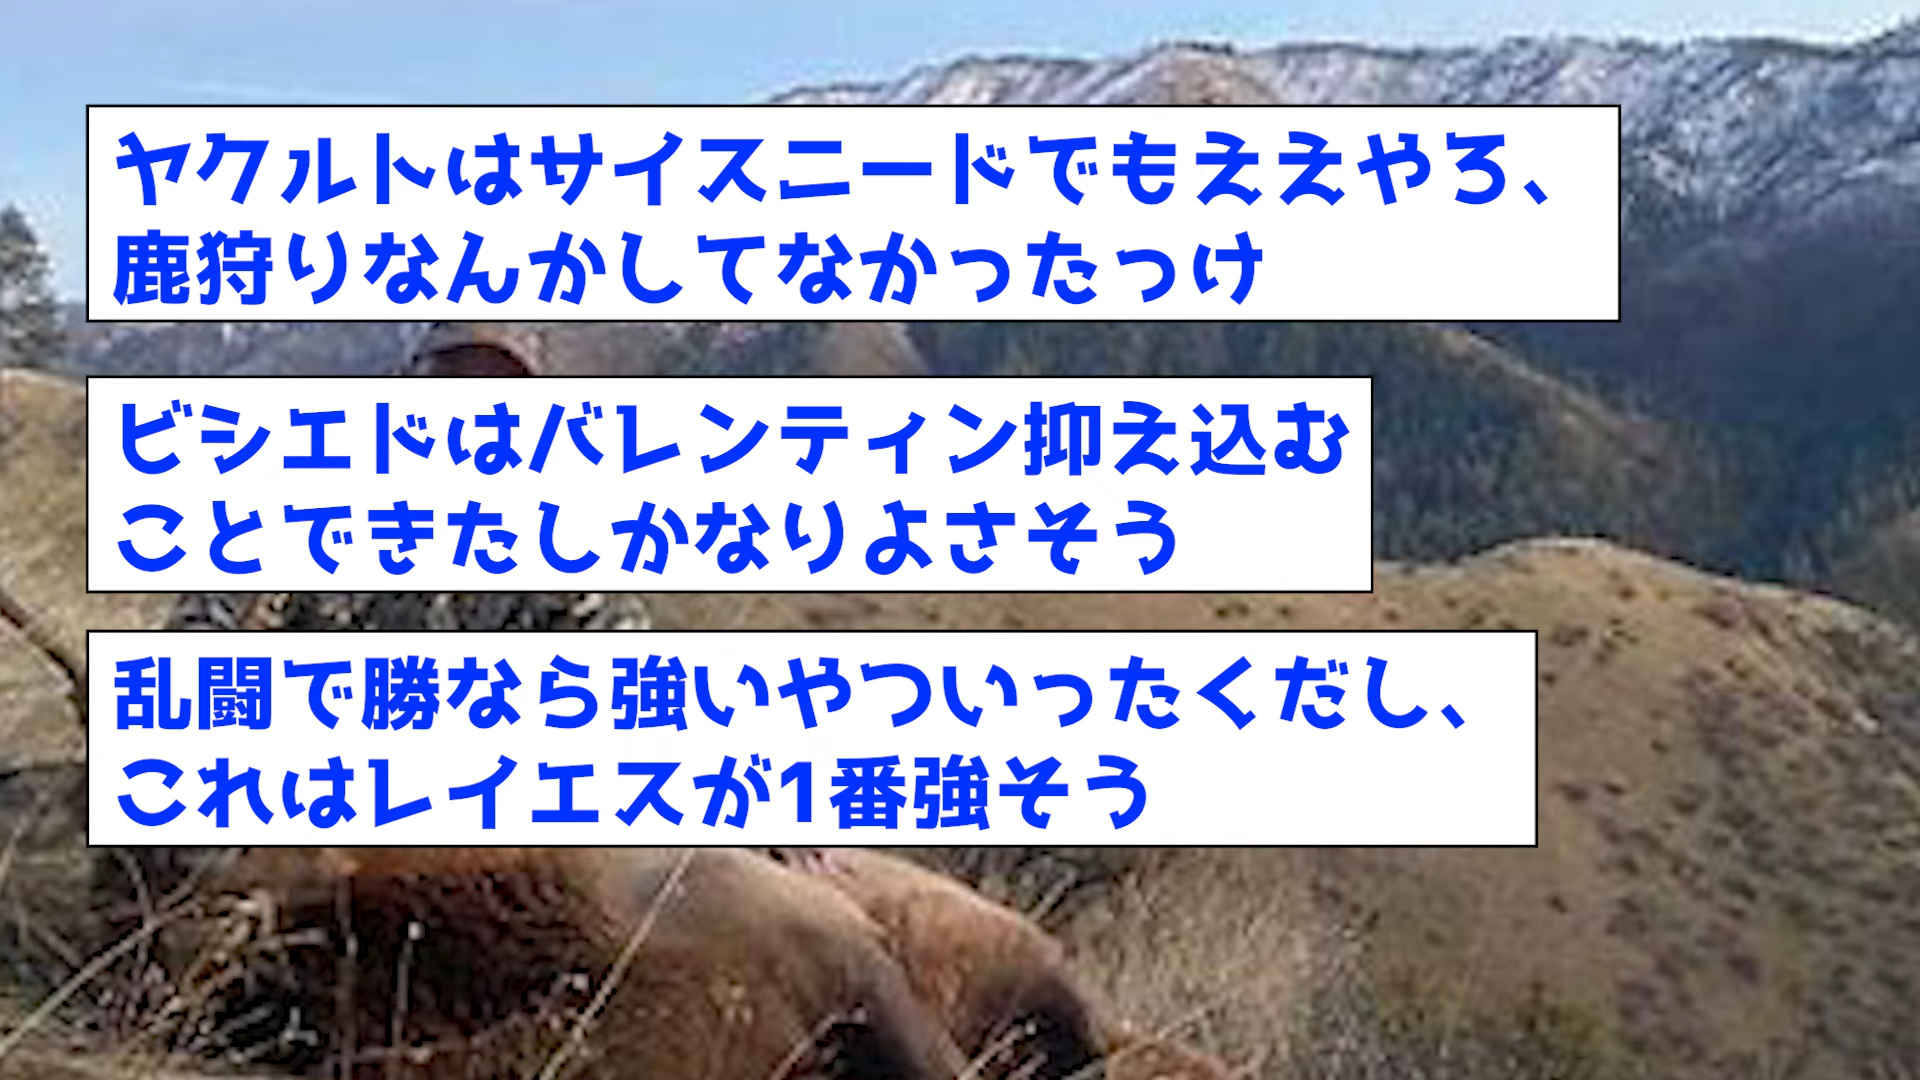 ヤクルトはサイスニードでもええやろ、
鹿狩りなんかしてなかったっけ
ビシエドはバレンティン抑え込む
ことできたしかなりよさそう
乱闘で勝なら強いやついったくだし、
これはレイエスが1番強そう